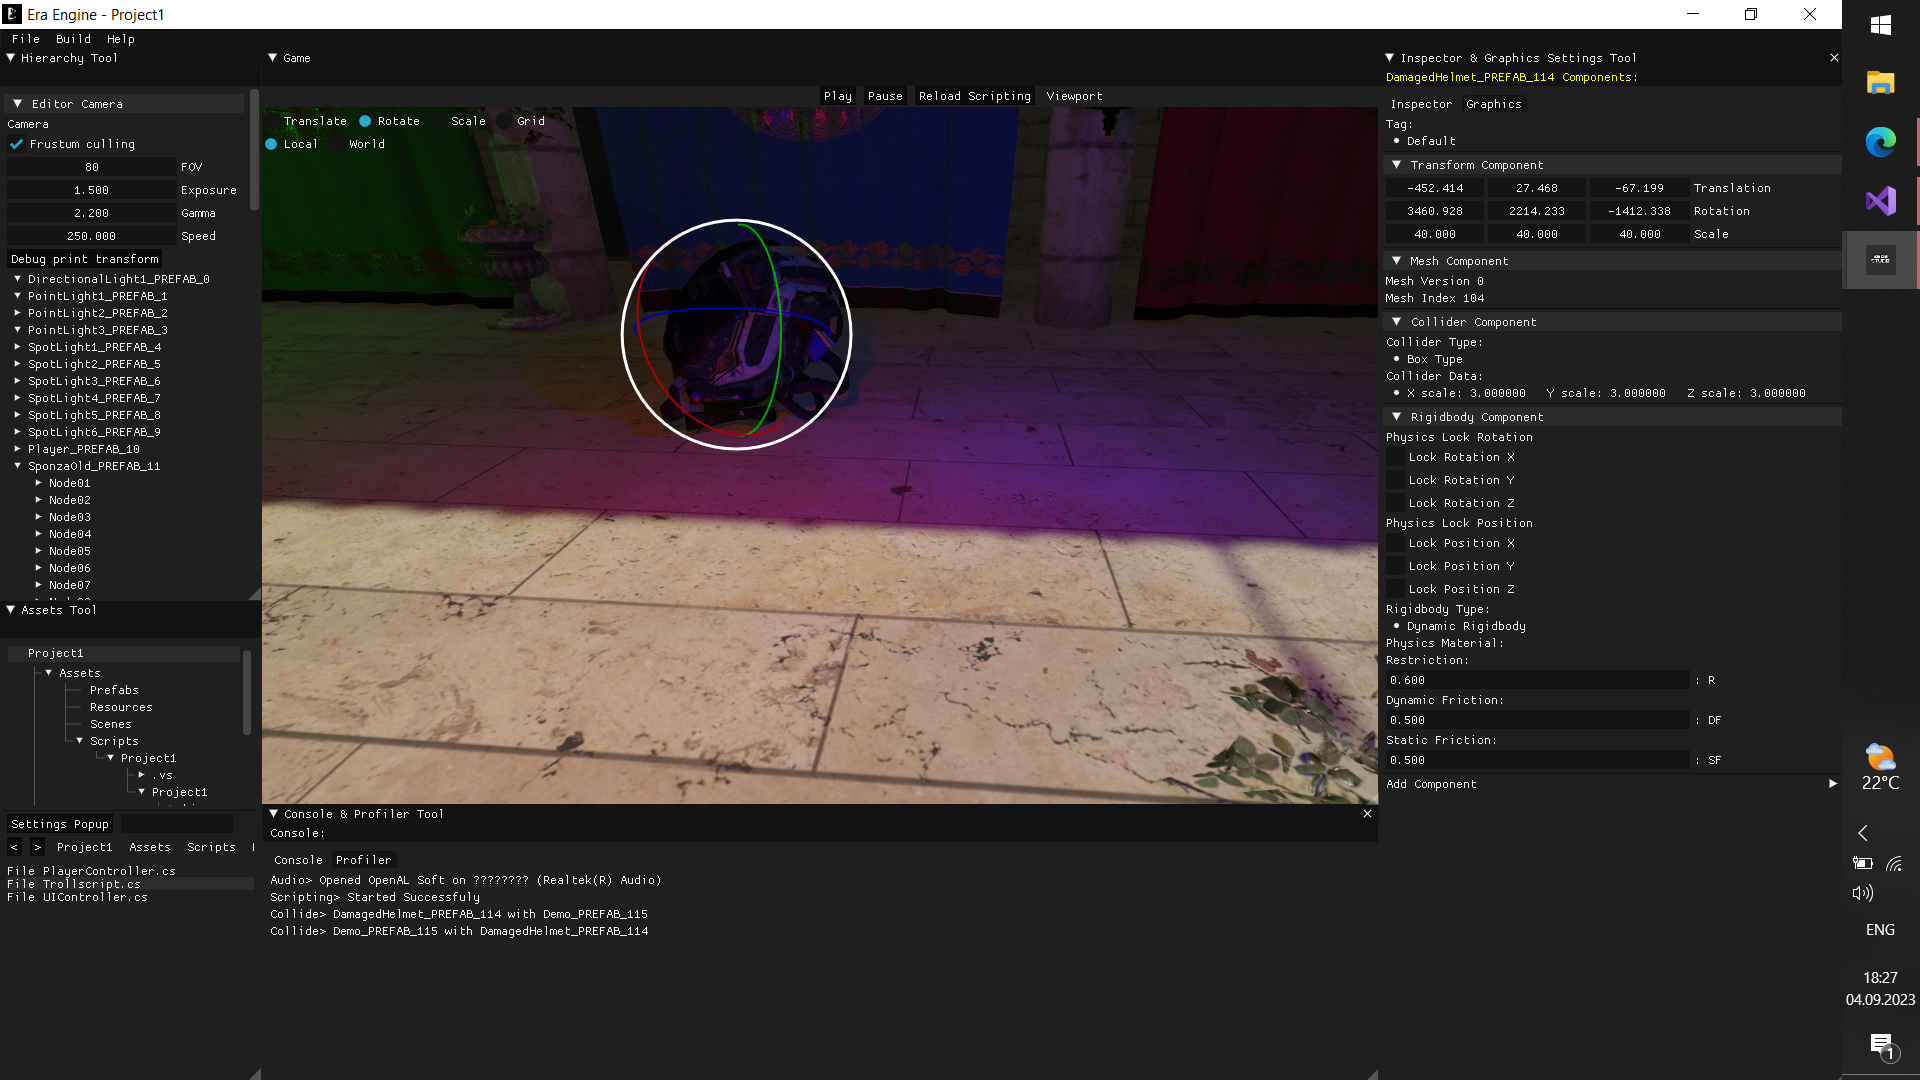 Era Engine - Project1
File Build Help
Hierarchy Tool
Editor Camera
Camera
Frustum culling
80 FOV
1.500 Exposure
2.200 Gamma
250.000 Speed
Debug print transform
DirectionalLight1_PREFAB_0
PointLight1_PREFAB_1
PointLight2_PREFAB_2
PointLight3_PREFAB_3
SpotLight1_PREFAB_4
SpotLight2_PREFAB_5
SpotLight3_PREFAB_6
SpotLight4_PREFAB_7
SpotLight5_PREFAB_8
SpotLight6_PREFAB_9
Player_PREFAB_10
SponzaOld_PREFAB_11
Node01
Node02
Node03
Node04
Node05
Node06
Node07
Assets Tool
Project1
Assets
Prefabs
Resources
Scenes
Scripts
Project1
.vs
Project1
Settings Popup
< > Project1 Assets Scripts
File PlayerController.cs
File Trollscript.cs
File UIController.cs
Game
Play Pause Reload Scripting Viewport
Translate Rotate Scale Grid
Local World
Console & Profiler Tool
Console:
Console Profiler
Audio> Opened OpenAL Soft on ???????? (Realtek(R) Audio)
Scripting> Started Successfuly
Collide> DamagedHelmet_PREFAB_114 with Demo_PREFAB_115
Collide> Demo_PREFAB_115 with DamagedHelmet_PREFAB_114
Inspector & Graphics Settings Tool
DamagedHelmet_PREFAB_114 Components:
Inspector Graphics
Tag:
Default
Transform Component
-452.414 27.468 -67.199 Translation
3460.928 2214.233 -1412.338 Rotation
40.000 40.000 40.000 Scale
Mesh Component
Mesh Version 0
Mesh Index 104
Collider Component
Collider Type:
Box Type
Collider Data:
X scale: 3.000000 Y scale: 3.000000 Z scale: 3.000000
Rigidbody Component
Physics Lock Rotation
Lock Rotation X
Lock Rotation Y
Lock Rotation Z
Physics Lock Position
Lock Position X
Lock Position Y
Lock Position Z
Rigidbody Type:
Dynamic Rigidbody
Physics Material:
Restriction:
0.600 : R
Dynamic Friction:
0.500 : DF
Static Friction:
0.500 : SF
Add Component
22°C
ENG
18:27
04.09.2023
1